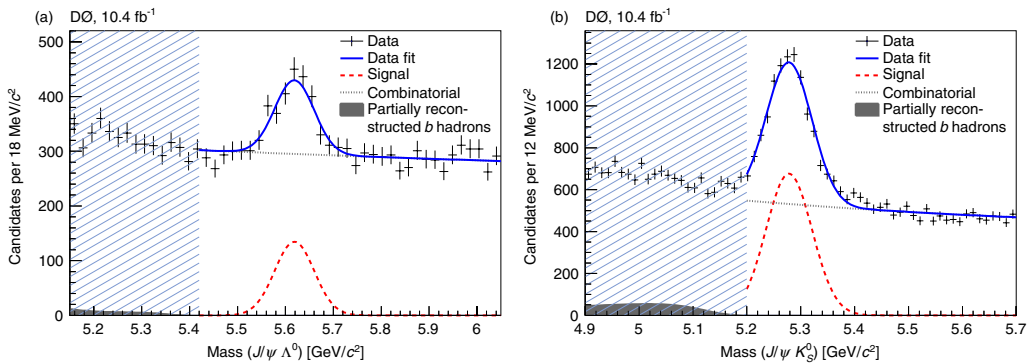 (a) DØ, 10.4 fb⁻¹
Candidates per 18 MeV/c²
500
400
300
200
100
0
Data
Data fit
Signal
Combinatorial
Partially recon-
structed b hadrons
5.2 5.3 5.4 5.5 5.6 5.7 5.8 5.9 6
Mass (J/ψ Λ⁰) [GeV/c²]
(b) DØ, 10.4 fb⁻¹
Candidates per 12 MeV/c²
1200
1000
800
600
400
200
0
Data
Data fit
Signal
Combinatorial
Partially recon-
structed b hadrons
4.9 5 5.1 5.2 5.3 5.4 5.5 5.6 5.7
Mass (J/ψ K⁰S) [GeV/c²]